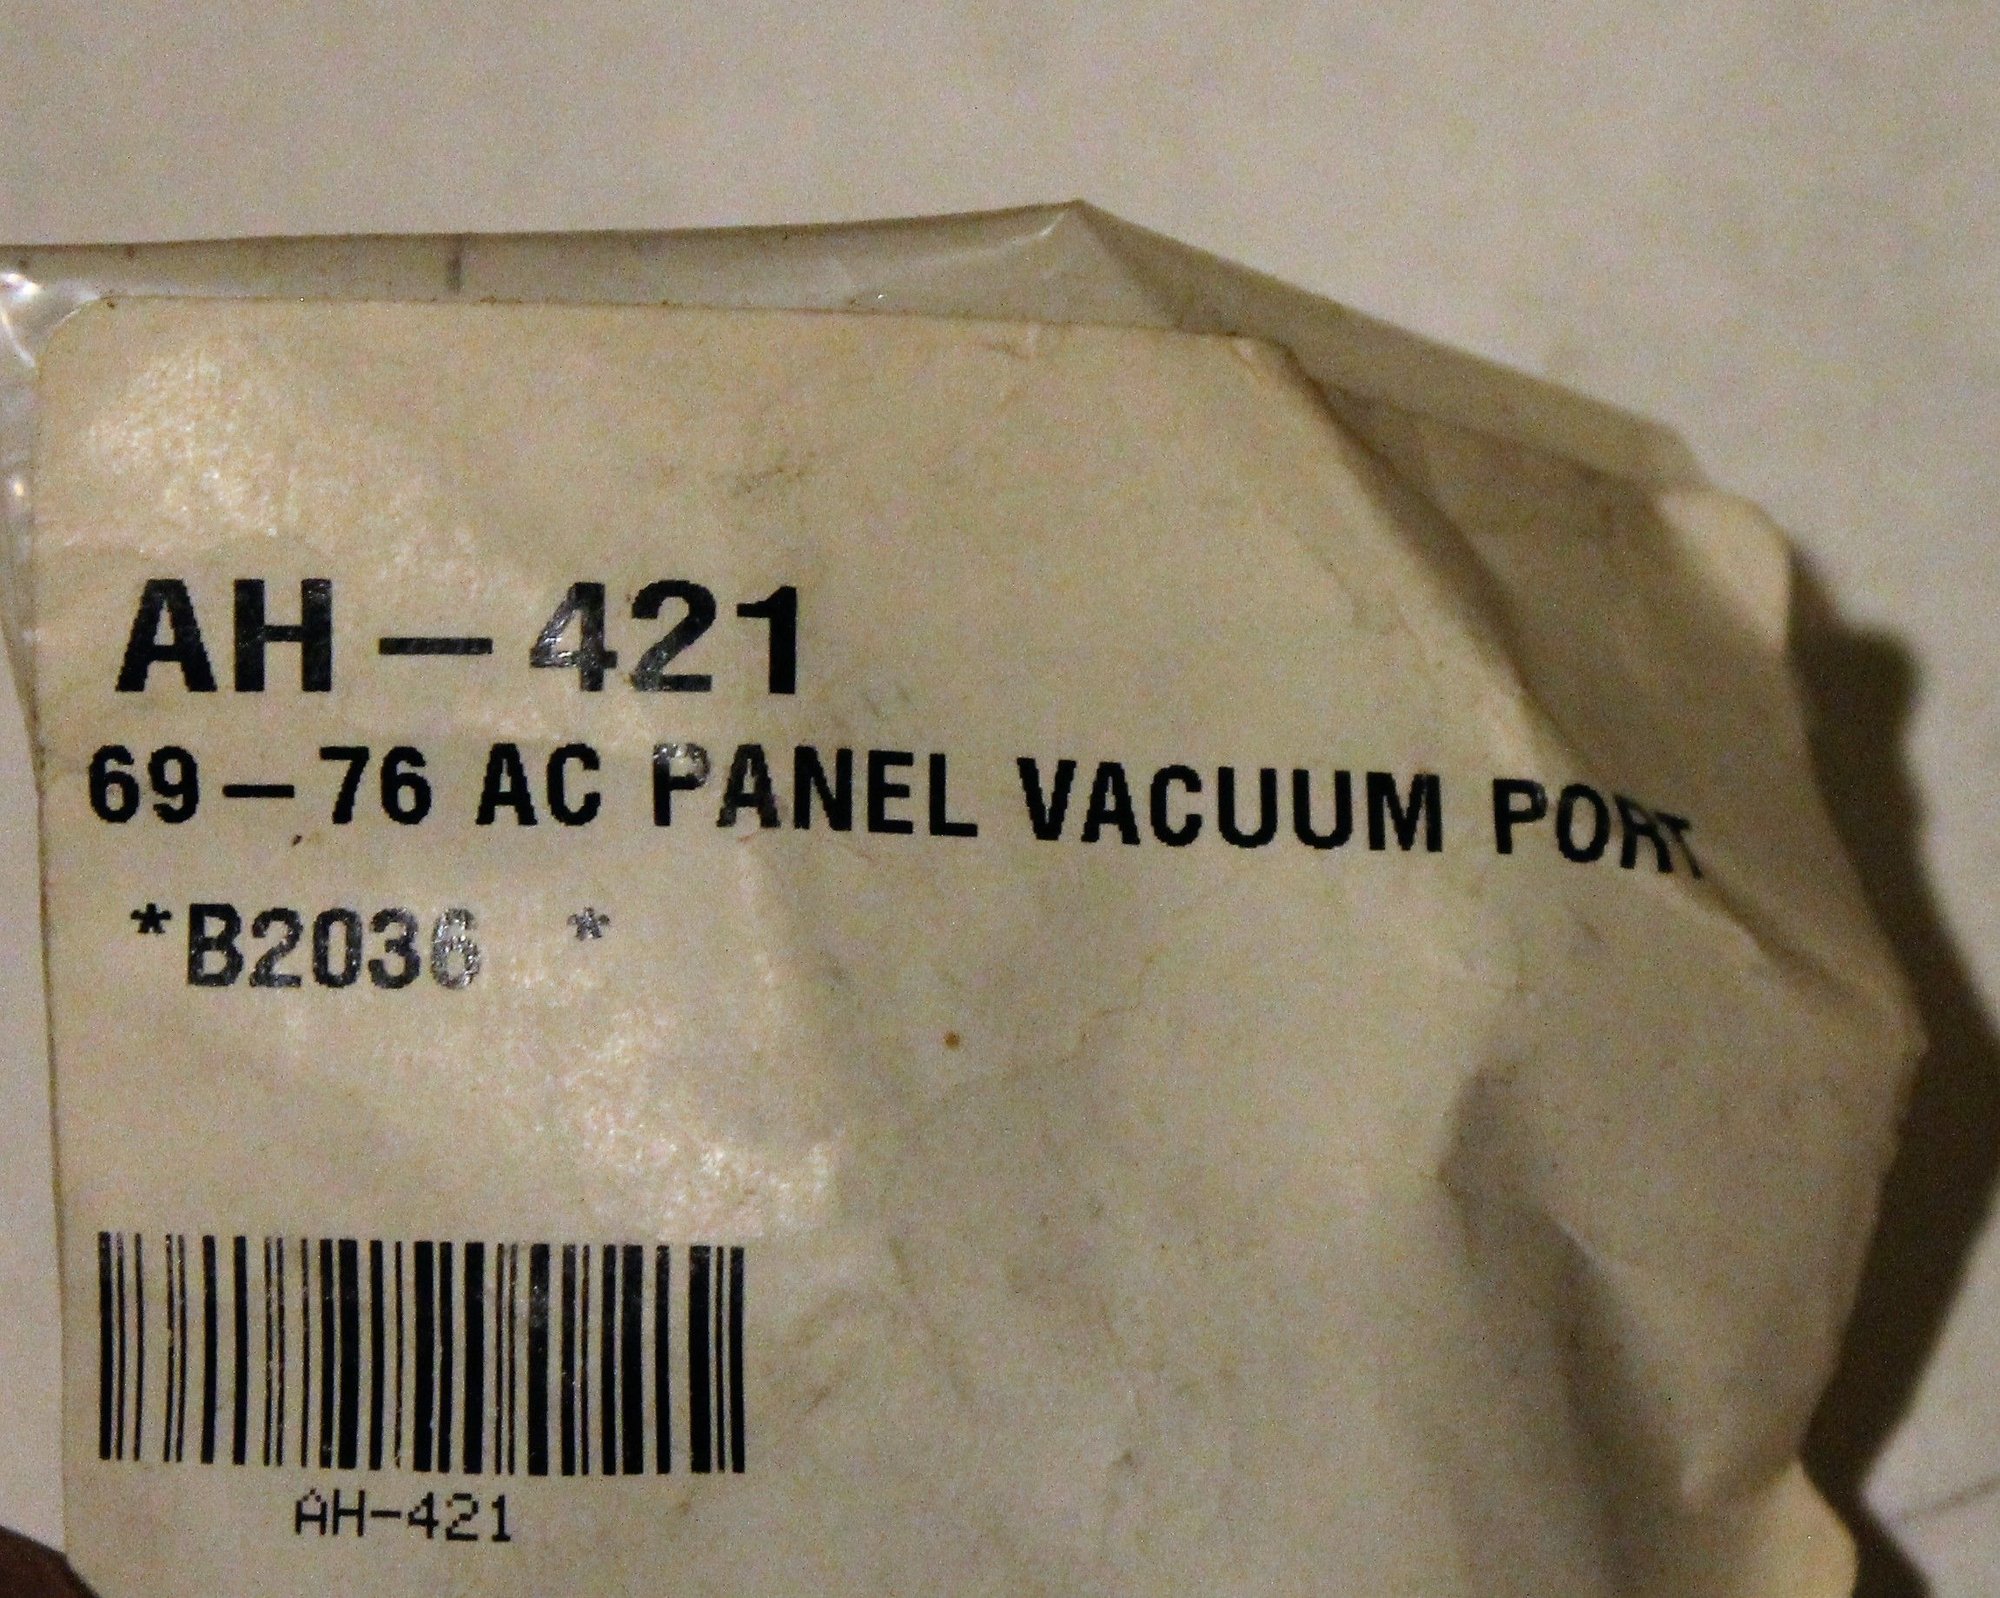 AH-421
69-76 AC PANEL VACUUM PORT
*B2036 *
AH-421